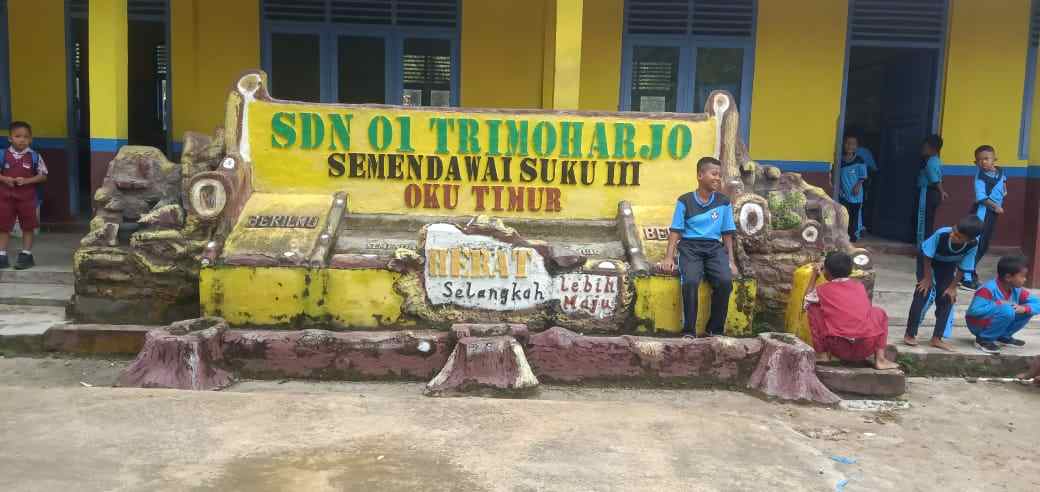 SDN 01 TRIMOHARJO
SEMENDAWAI SUKU III
OKU TIMUR
BERILMU
HEBAT
Selangkah
Lebih
Maju